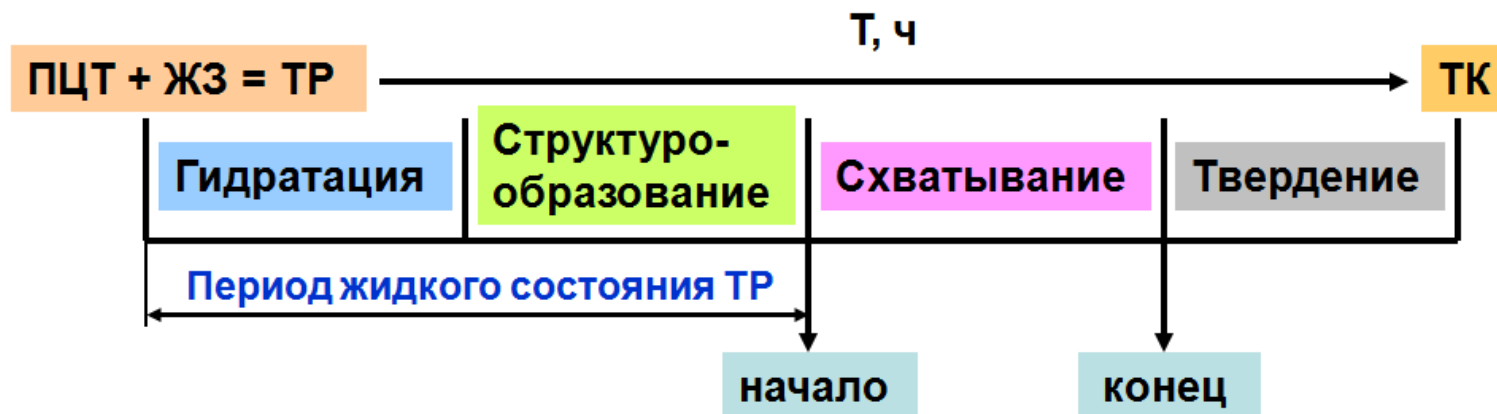 Т, ч
ПЦТ + ЖЗ = ТР
ТК
Гидратация
Структуро-
образование
Схватывание
Твердение
Период жидкого состояния ТР
начало
конец